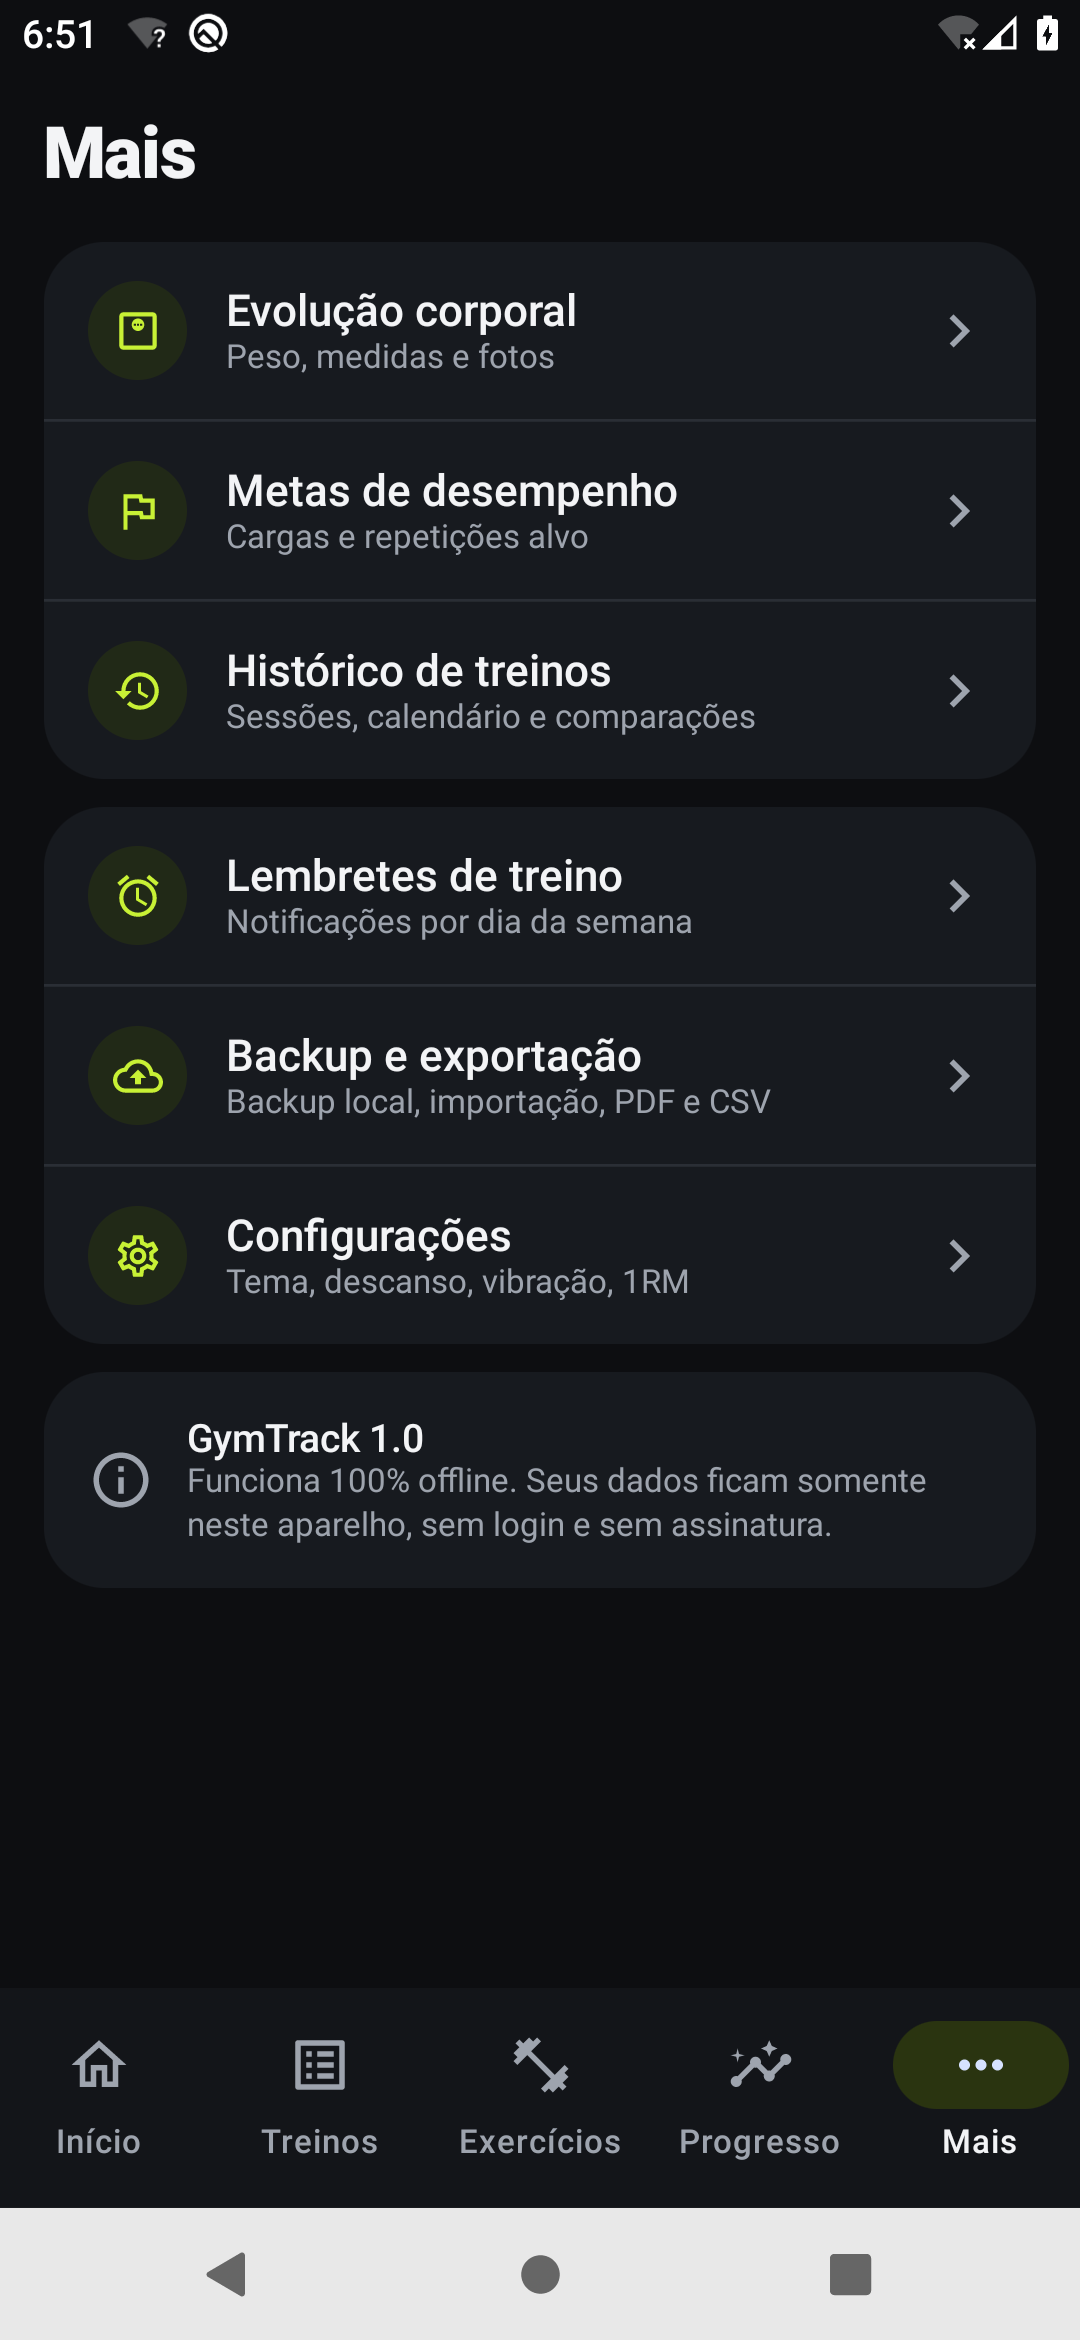 6:51
Mais
Evolução corporal
Peso, medidas e fotos
Metas de desempenho
Cargas e repetições alvo
Histórico de treinos
Sessões, calendário e comparações
Lembretes de treino
Notificações por dia da semana
Backup e exportação
Backup local, importação, PDF e CSV
Configurações
Tema, descanso, vibração, 1RM
GymTrack 1.0
Funciona 100% offline. Seus dados ficam somente
neste aparelho, sem login e sem assinatura.
Início
Treinos
Exercícios
Progresso
Mais